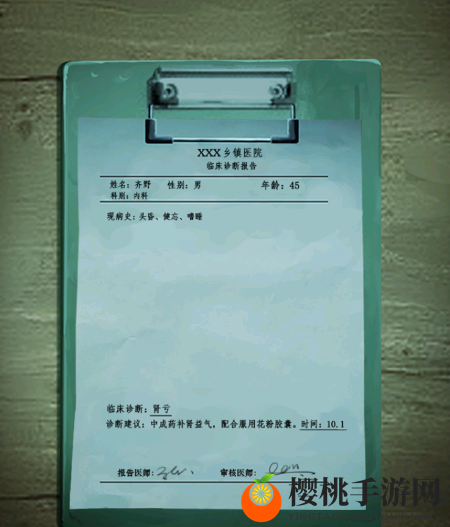 XXX乡镇医院
临床诊断报告
姓名：齐野 性别：男 年龄：45
科别：内科
现病史：头昏、健忘、嗜睡
临床诊断：肾亏
诊断建议：中成药补肾益气，配合服用花粉胶囊。时间：10.1
报告医师： 审核医师：
樱桃手游网